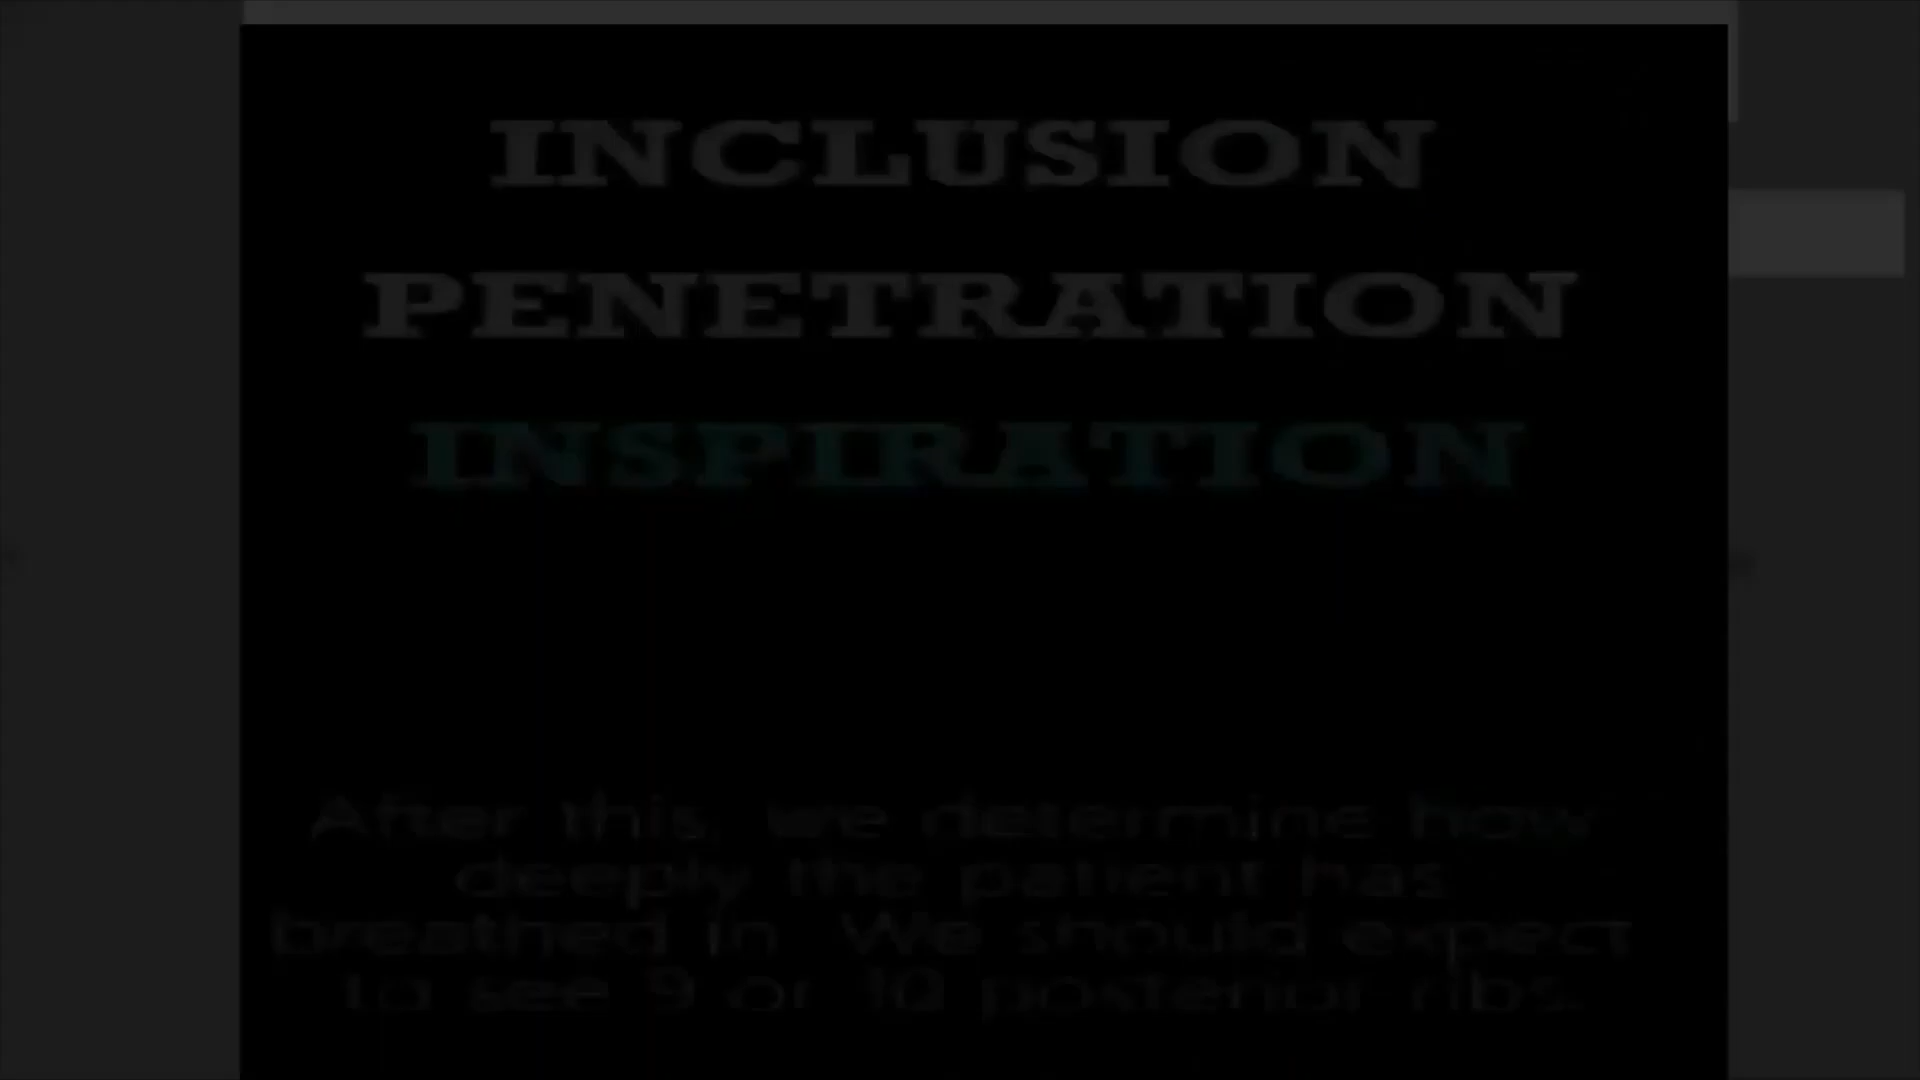 INCLUSION
PENETRATION
INSPIRATION
After this, we determine how
deeply the patient has
breathed in. We should expect
to see 9 or 10 posterior ribs.